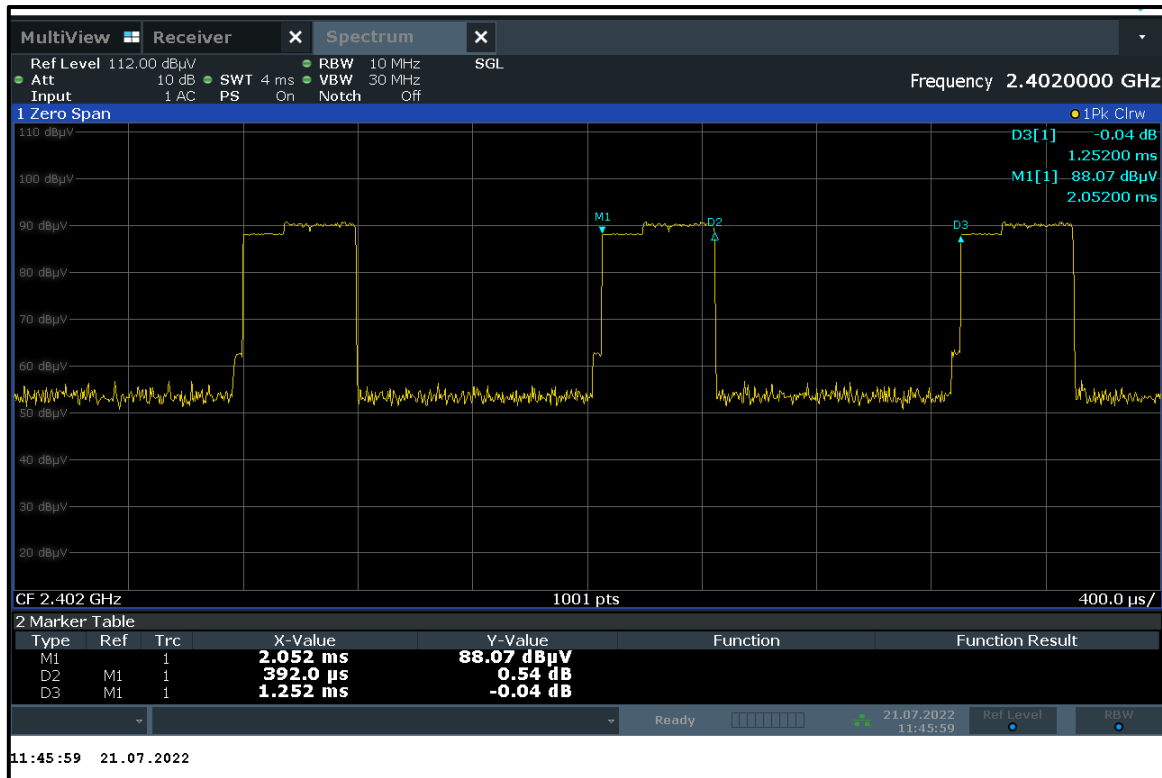 MultiView Receiver X Spectrum X
Ref Level 112.00 dBµV RBW 10 MHz SGL
Att 10 dB SWT 4 ms VBW 30 MHz Frequency 2.4020000 GHz
Input 1 AC PS On Notch Off
1 Zero Span 1Pk Clrw
110 dBµV D3[1] -0.04 dB
1.25200 ms
100 dBµV M1[1] 88.07 dBµV
2.05200 ms
90 dBµV M1 D2 D3
80 dBµV
70 dBµV
60 dBµV
50 dBµV
40 dBµV
30 dBµV
20 dBµV
CF 2.402 GHz 1001 pts 400.0 µs/
2 Marker Table
Type Ref Trc X-Value Y-Value Function Function Result
M1 1 2.052 ms 88.07 dBµV
D2 M1 1 392.0 µs 0.54 dB
D3 M1 1 1.252 ms -0.04 dB
Ready 21.07.2022 Ref Level RBW
11:45:59
11:45:59 21.07.2022